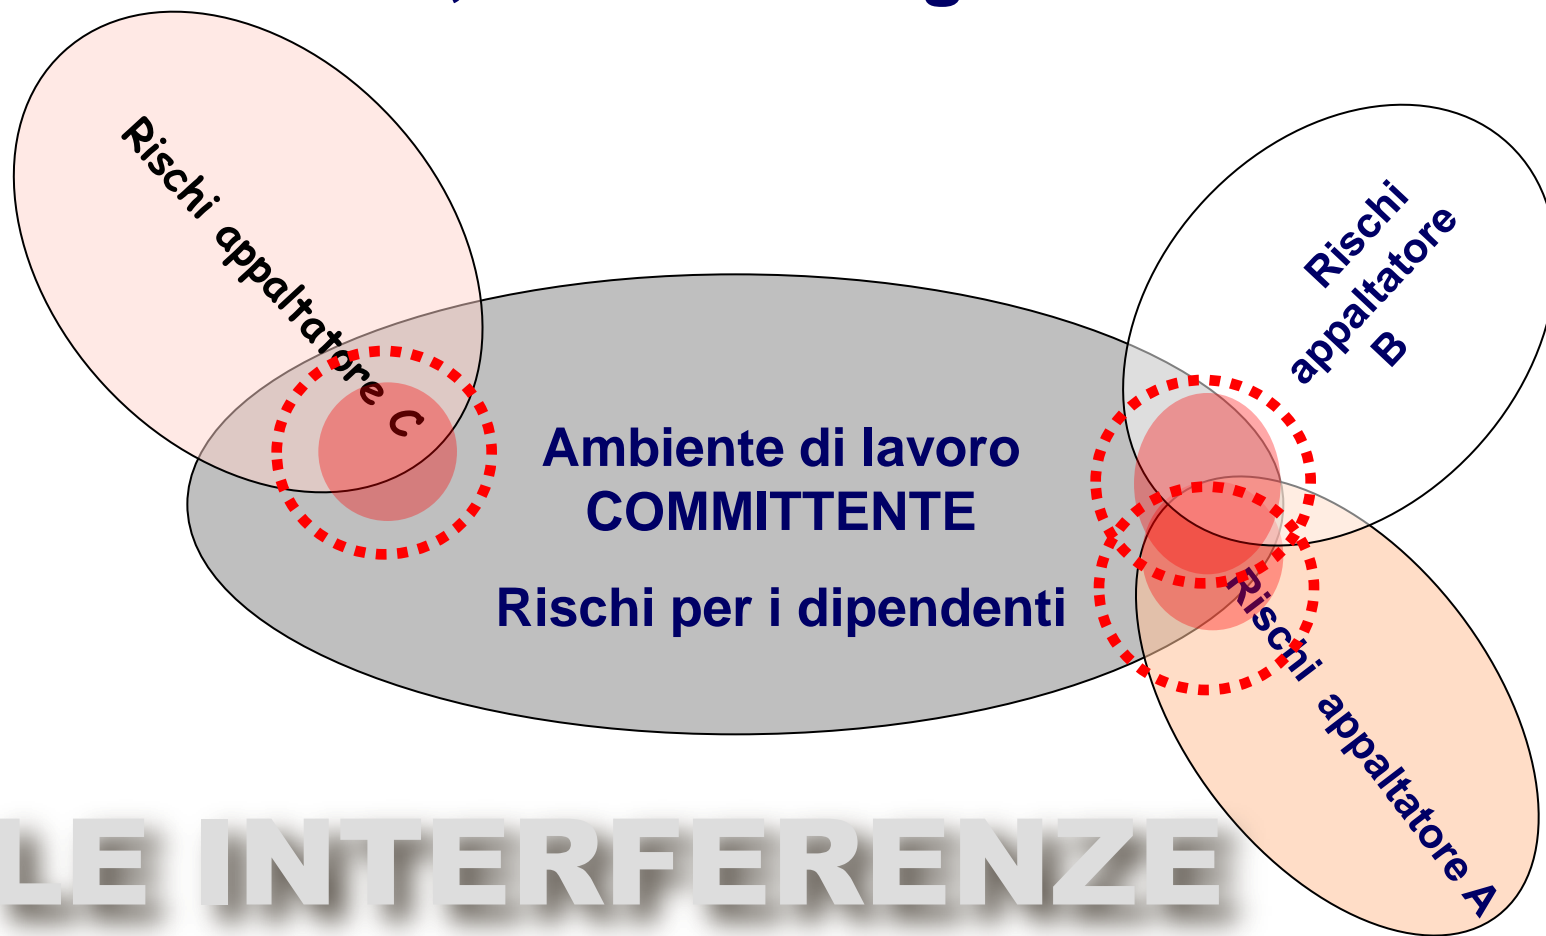 Rischi appaltatore C
Rischi
appaltatore
B
Ambiente di lavoro
COMMITTENTE
Rischi per i dipendenti
Rischi appaltatore A
LE INTERFERENZE